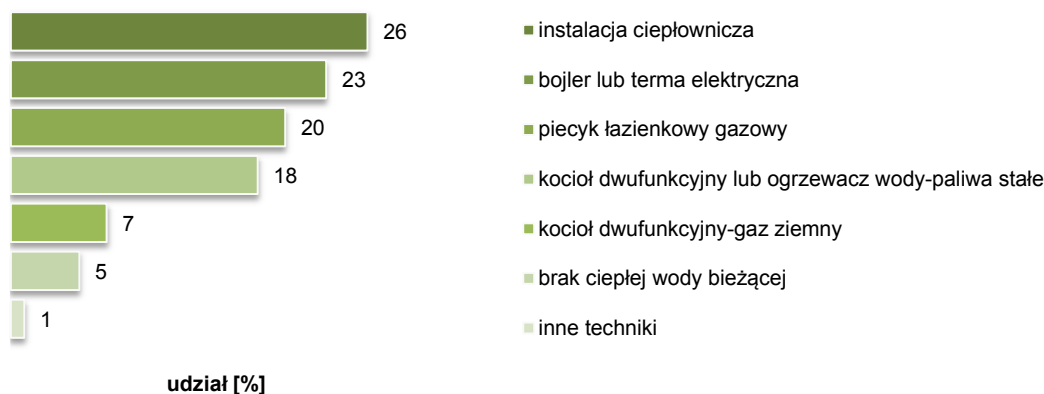 26 instalacja ciepłownicza
23 bojler lub terma elektryczna
20 piecyk łazienkowy gazowy
18 kocioł dwufunkcyjny lub ogrzewacz wody-paliwa stałe
7 kocioł dwufunkcyjny-gaz ziemny
5 brak ciepłej wody bieżącej
1 inne techniki
udział [%]